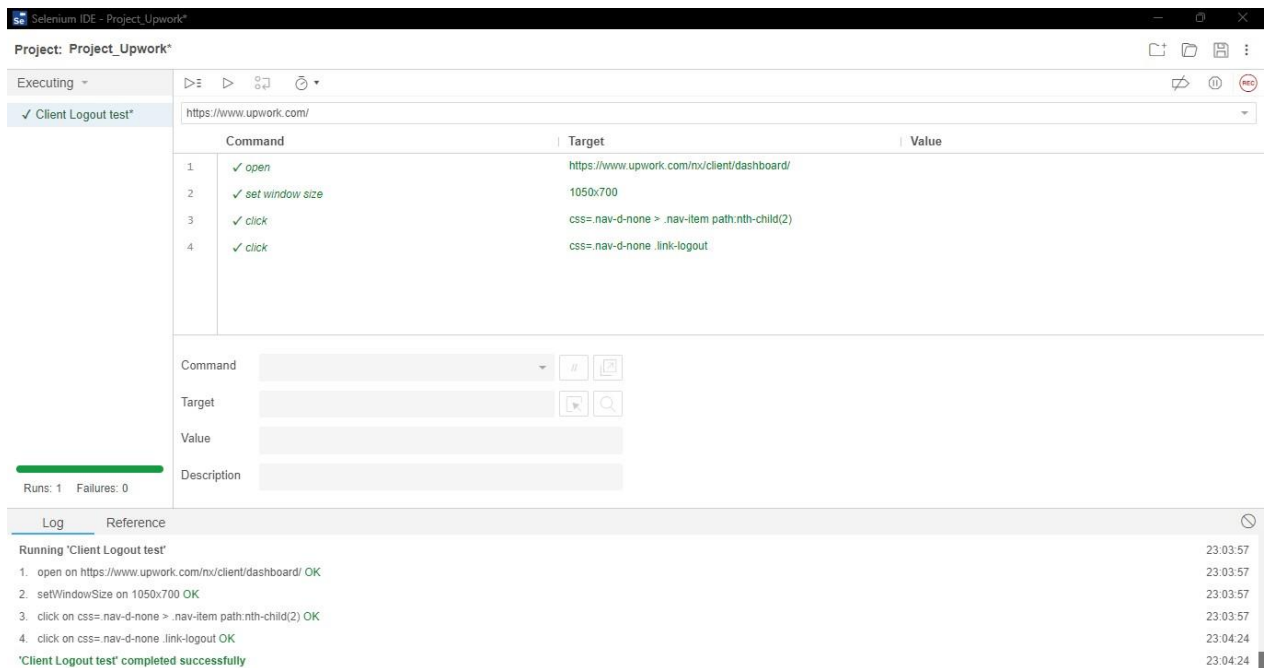 Se Selenium IDE - Project_Upwork*
Project: Project_Upwork*
Executing
✓ Client Logout test*
https://www.upwork.com/
Command Target Value
1 ✓ open https://www.upwork.com/nx/client/dashboard/
2 ✓ set window size 1050x700
3 ✓ click css=.nav-d-none > .nav-item path:nth-child(2)
4 ✓ click css=.nav-d-none .link-logout
REC
Command //
Target
Value
Description
Runs: 1 Failures: 0
Log Reference
Running 'Client Logout test' 23:03:57
1. open on https://www.upwork.com/nx/client/dashboard/ OK 23:03:57
2. setWindowSize on 1050x700 OK 23:03:57
3. click on css=.nav-d-none > .nav-item path:nth-child(2) OK 23:03:57
4. click on css=.nav-d-none .link-logout OK 23:04:24
'Client Logout test' completed successfully 23:04:24